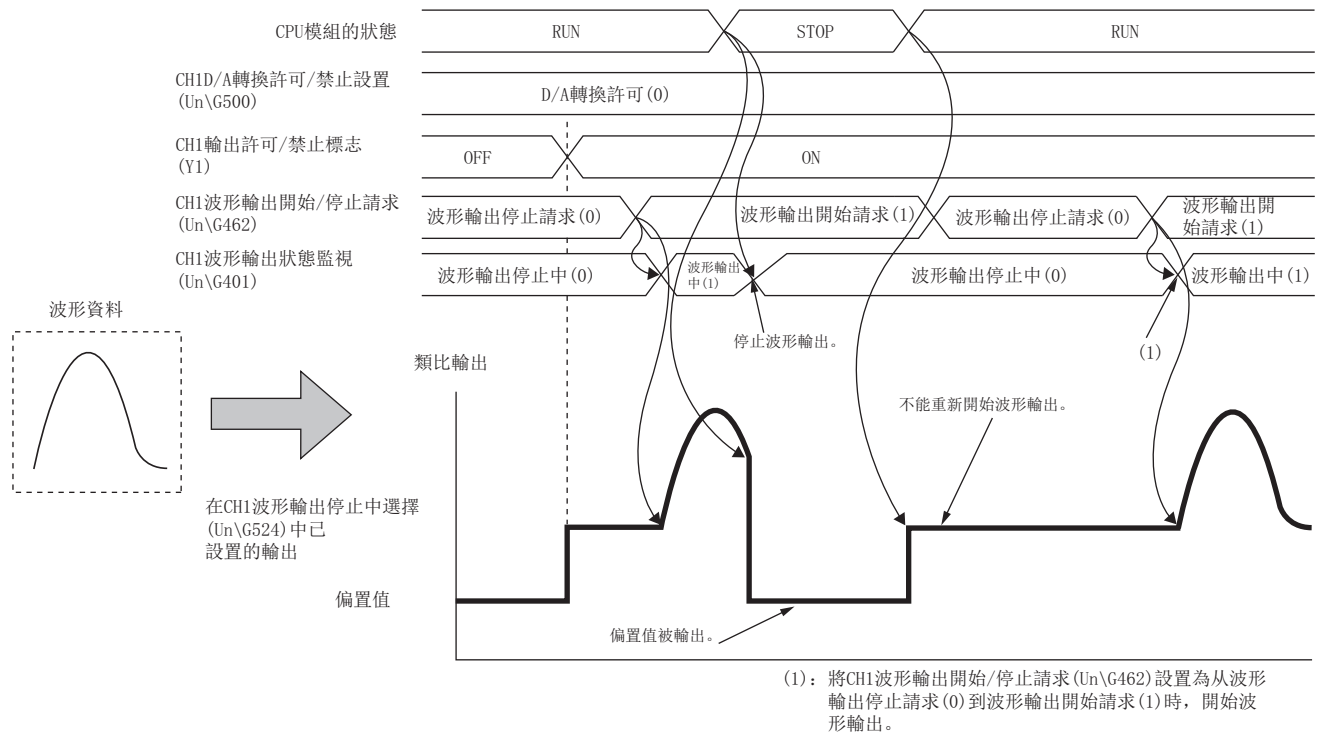 CPU模組的狀態
RUN
STOP
RUN
CH1D/A轉換許可/禁止設置
(Un\G500)
D/A轉換許可(0)
CH1輸出許可/禁止標志
(Y1)
OFF
ON
CH1波形輸出開始/停止請求
(Un\G462)
波形輸出停止請求(0)
波形輸出開始請求(1)
波形輸出停止請求(0)
波形輸出開
始請求(1)
CH1波形輸出狀態監視
(Un\G401)
波形輸出停止中(0)
波形輸出
中(1)
波形輸出停止中(0)
波形輸出中(1)
波形資料
停止波形輸出。
(1)
類比輸出
不能重新開始波形輸出。
在CH1波形輸出停止中選擇
(Un\G524)中已
設置的輸出
偏置值
偏置值被輸出。
(1): 將CH1波形輸出開始/停止請求(Un\G462)設置為从波形
輸出停止請求(0)到波形輸出開始請求(1)時，開始波
形輸出。